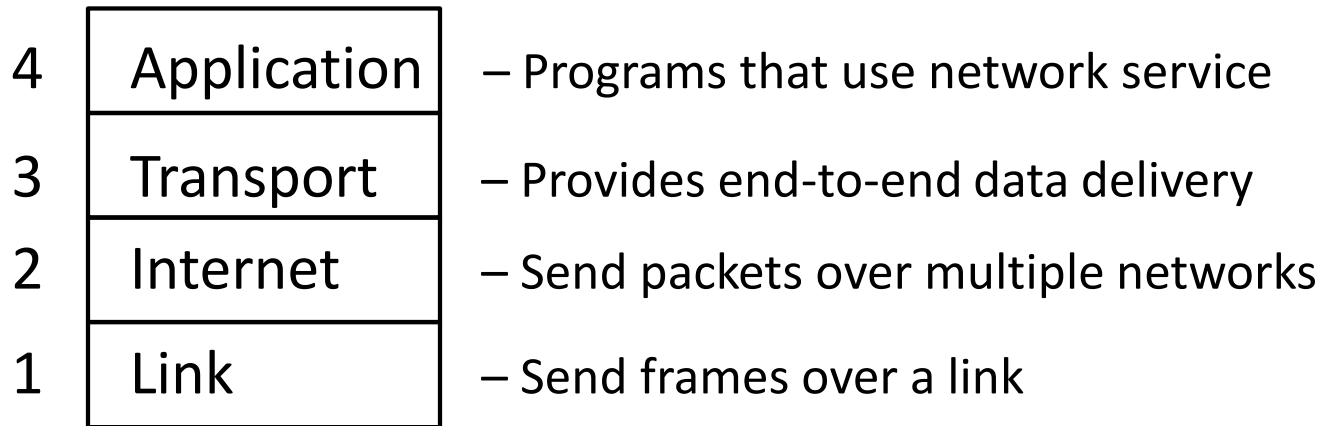 4 Application – Programs that use network service
3 Transport – Provides end-to-end data delivery
2 Internet – Send packets over multiple networks
1 Link – Send frames over a link